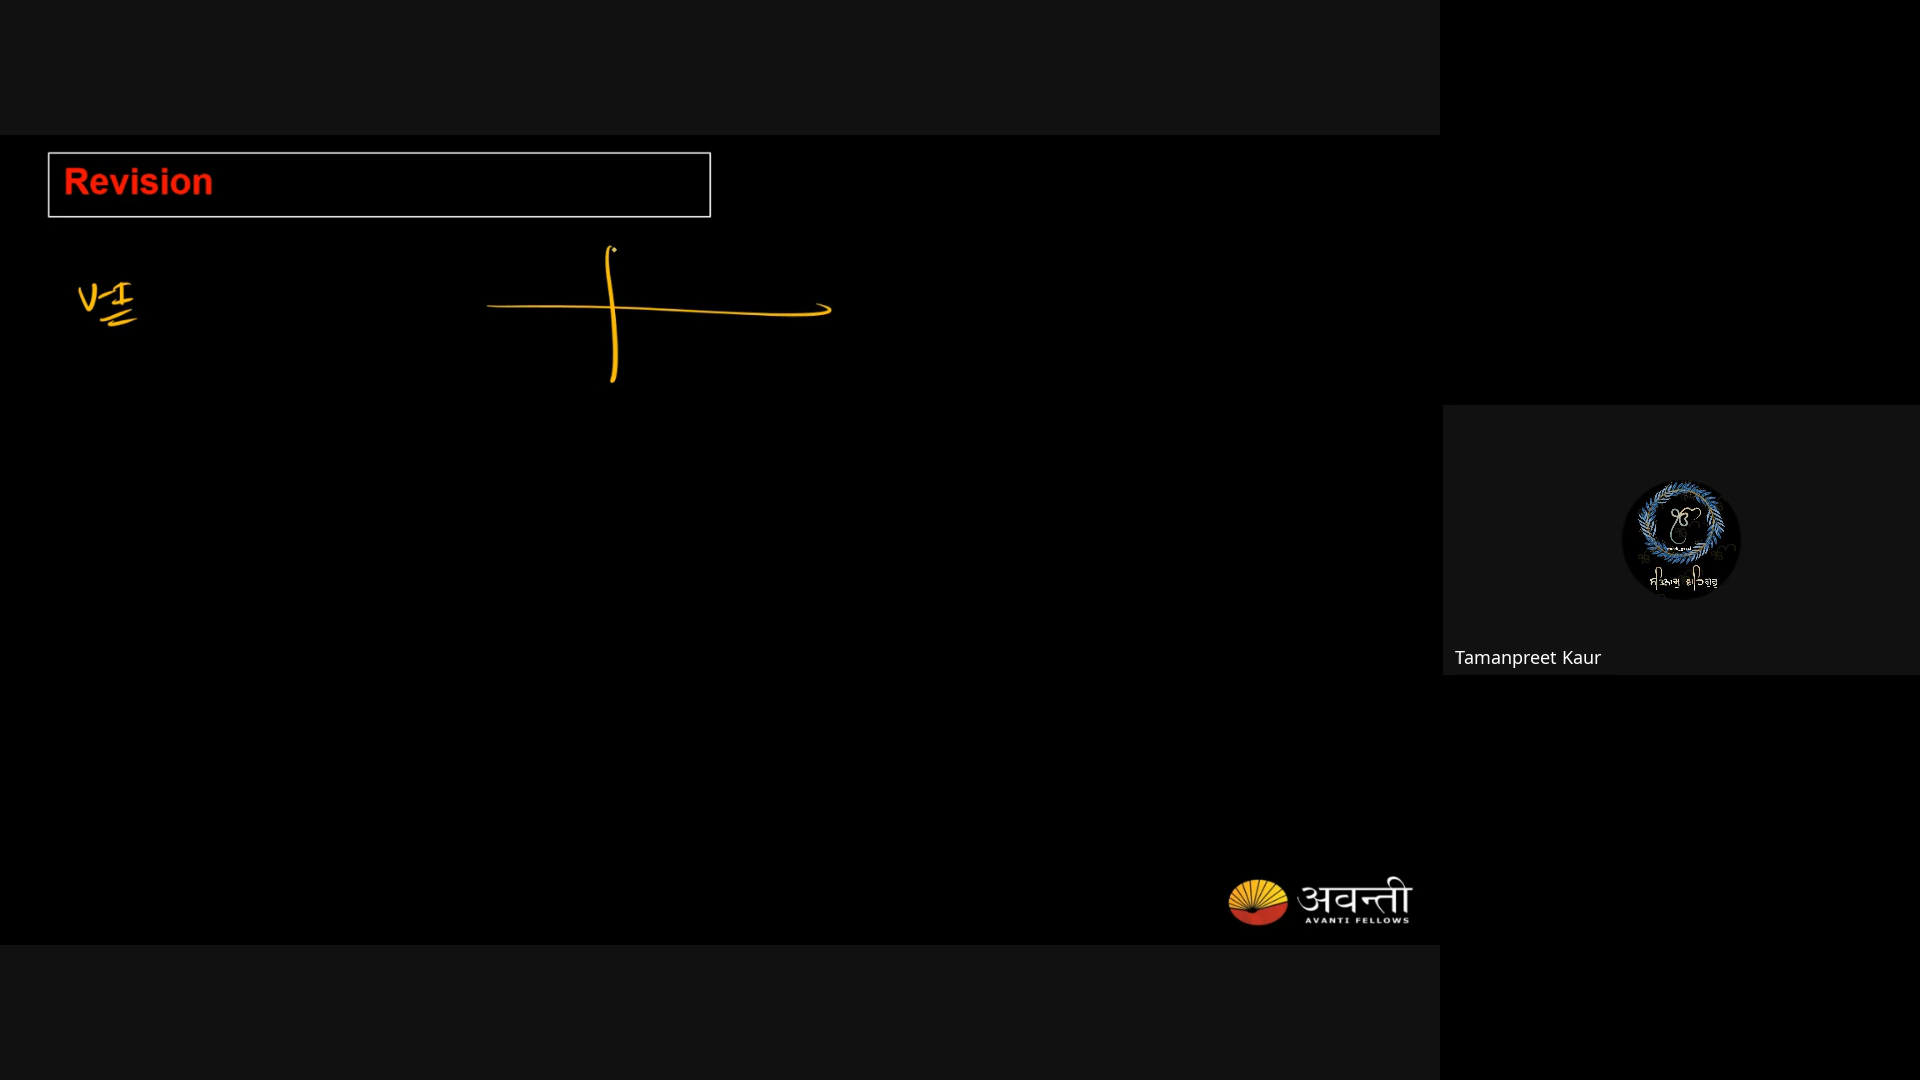 Revision
V-I
अवन्ती
AVANTI FELLOWS
Tamanpreet Kaur